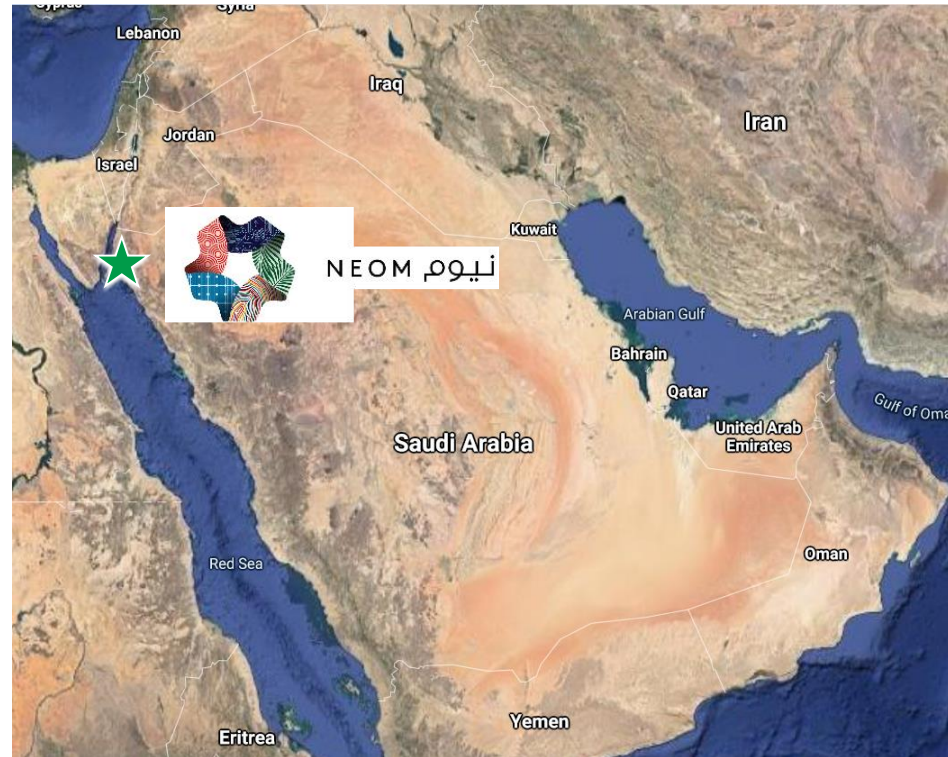 Cyprus
Syria
Lebanon
Iraq
Iran
Jordan
Israel
Kuwait
NEOM نيوم
Arabian Gulf
Bahrain
Qatar
Gulf of Oma
United Arab
Emirates
Saudi Arabia
Oman
Red Sea
Yemen
Eritrea